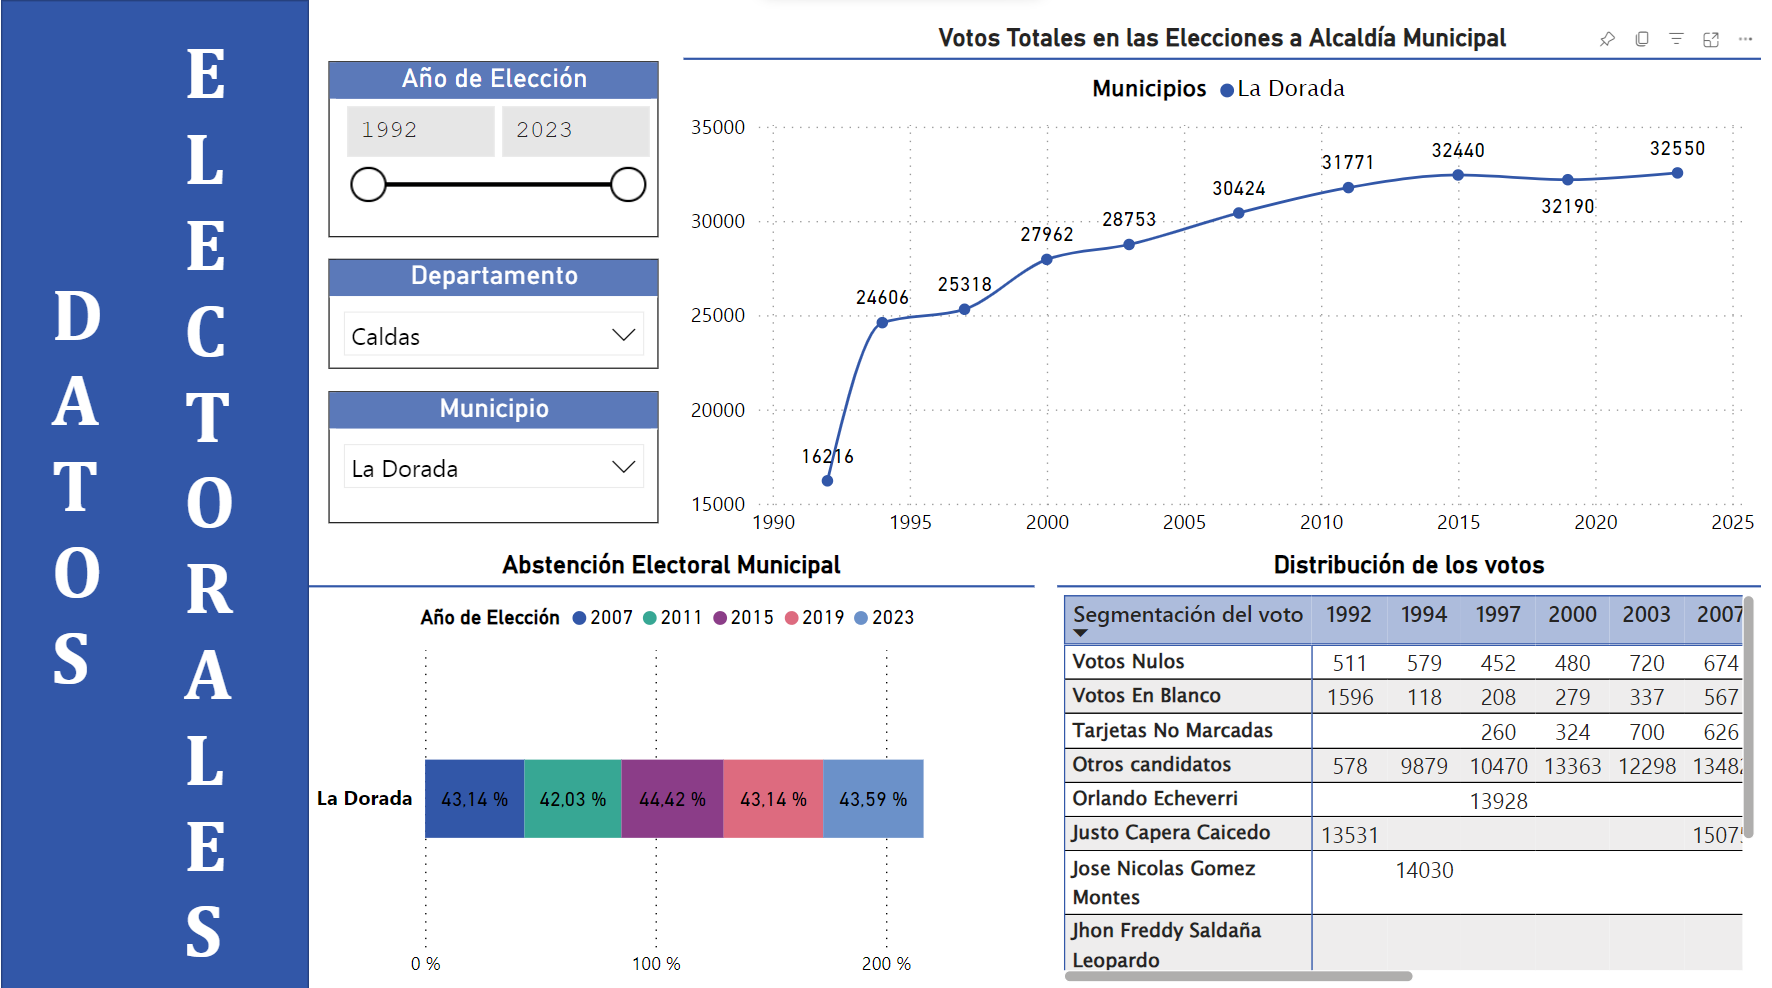 DATOS
ELECTORALES
Año de Elección
1992 2023
Departamento
Caldas
Municipio
La Dorada
Votos Totales en las Elecciones a Alcaldía Municipal
Municipios La Dorada
35000
30000
25000
20000
15000
16216
24606
25318
27962
28753
30424
31771
32440
32190
32550
1990 1995 2000 2005 2010 2015 2020 2025
Abstención Electoral Municipal
Año de Elección 2007 2011 2015 2019 2023
La Dorada 43,14 % 42,03 % 44,42 % 43,14 % 43,59 %
0 % 100 % 200 %
Distribución de los votos
Segmentación del voto 1992 1994 1997 2000 2003 2007
Votos Nulos 511 579 452 480 720 674
Votos En Blanco 1596 118 208 279 337 567
Tarjetas No Marcadas 260 324 700 626
Otros candidatos 578 9879 10470 13363 12298 13482
Orlando Echeverri 13928
Justo Capera Caicedo 13531
Jose Nicolas Gomez 14030
Montes
Jhon Freddy Saldaña
Leopardo